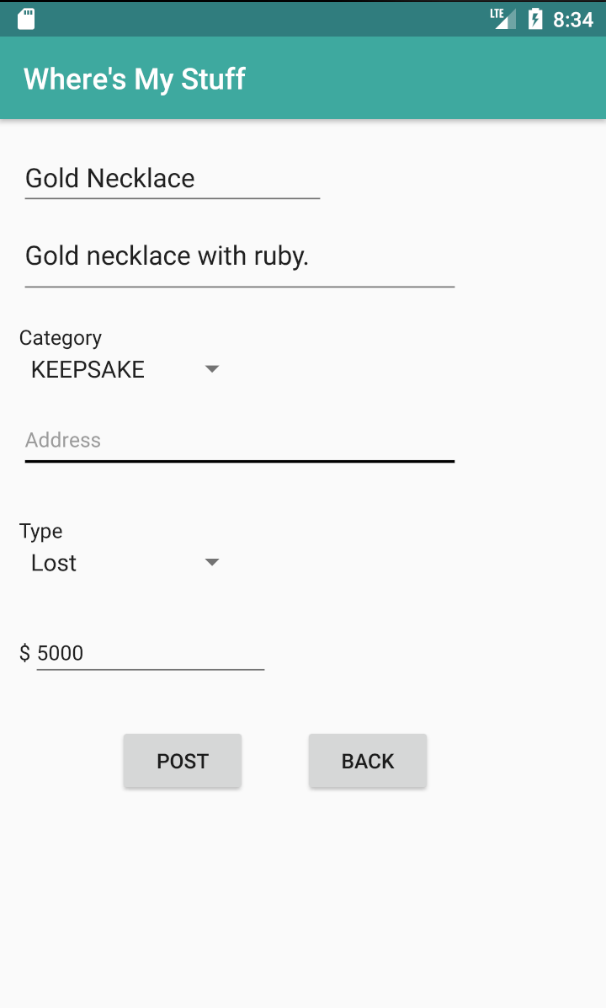 LTE 8:34
Where's My Stuff
Gold Necklace
Gold necklace with ruby.
Category
KEEPSAKE
Address
Type
Lost
$ 5000
POST BACK